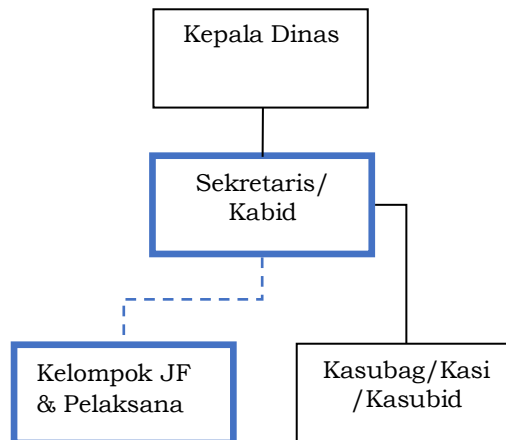 Kepala Dinas
Sekretaris/
Kabid
Kelompok JF
& Pelaksana
Kasubag/Kasi
/Kasubid